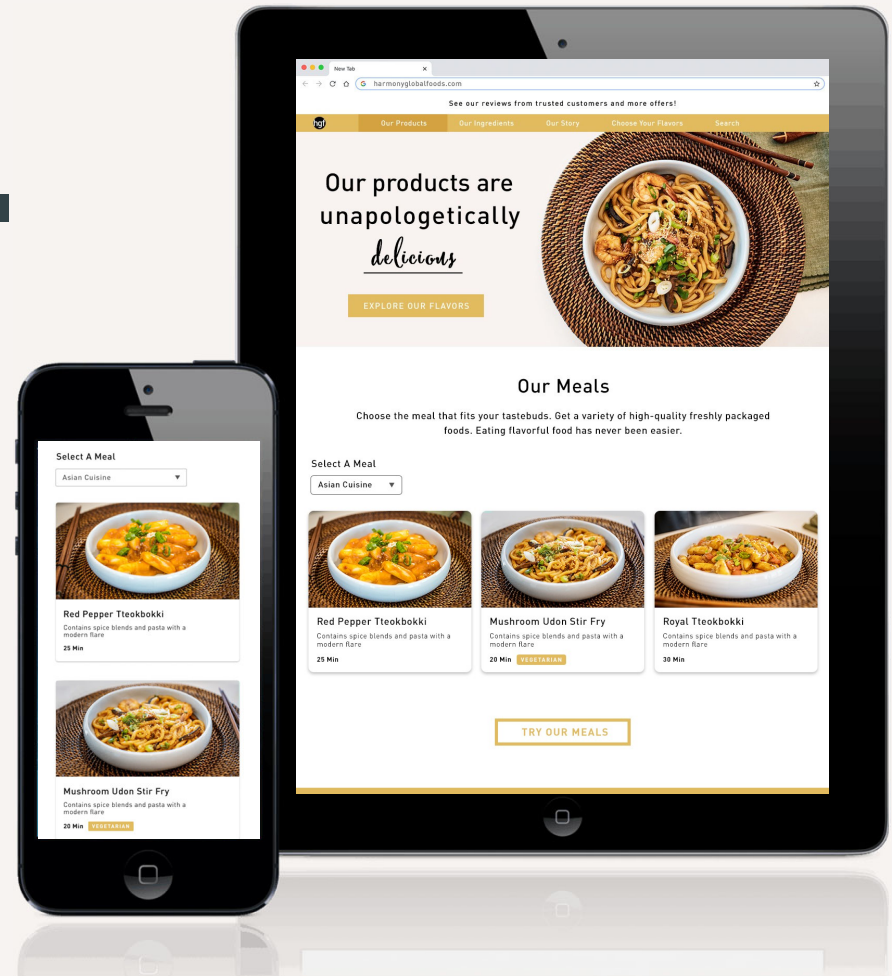 New Tab
harmonyglobalfoods.com
See our reviews from trusted customers and more offers!
hgf
Our Products
Our Ingredients
Our Story
Choose Your Flavors
Search
Our products are
unapologetically
delicious
EXPLORE OUR FLAVORS
Our Meals
Choose the meal that fits your tastebuds. Get a variety of high-quality freshly packaged
foods. Eating flavorful food has never been easier.
Select A Meal
Asian Cuisine
Red Pepper Tteokbokki
Contains spice blends and pasta with a
modern flare
25 Min
Mushroom Udon Stir Fry
Contains spice blends and pasta with a
modern flare
20 Min VEGETARIAN
Royal Tteokbokki
Contains spice blends and pasta with a
modern flare
30 Min
TRY OUR MEALS
Select A Meal
Asian Cuisine
Red Pepper Tteokbokki
Contains spice blends and pasta with a
modern flare
25 Min
Mushroom Udon Stir Fry
Contains spice blends and pasta with a
modern flare
20 Min VEGETARIAN